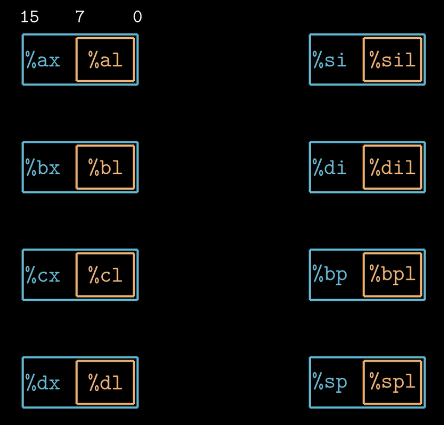 15 7 0
%ax %al %si %sil
%bx %bl %di %dil
%cx %cl %bp %bpl
%dx %dl %sp %spl